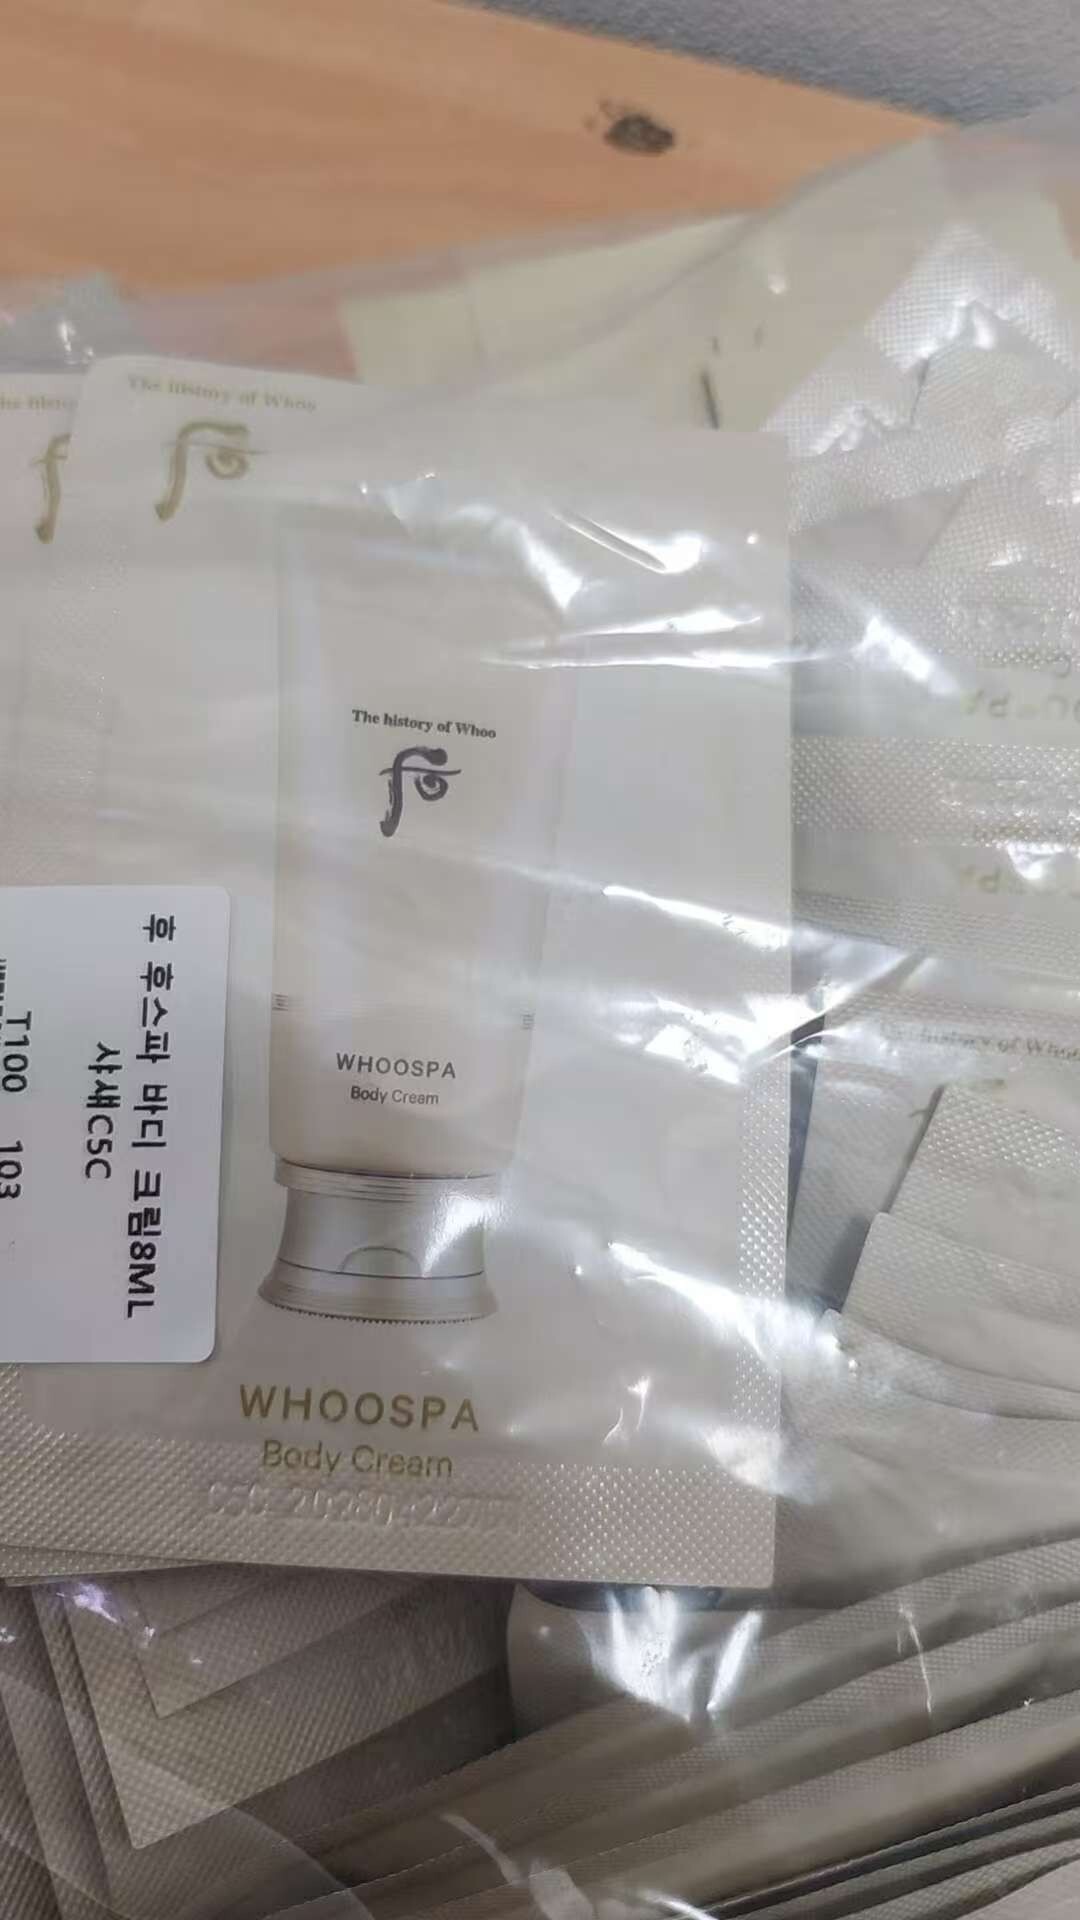 The history of Whoo
The history of Whoo
WHOOSPA
Body Cream
WHOOSPA
Body Cream
후 후스파 바디 크림8ML
사쉐C5C
T100 103